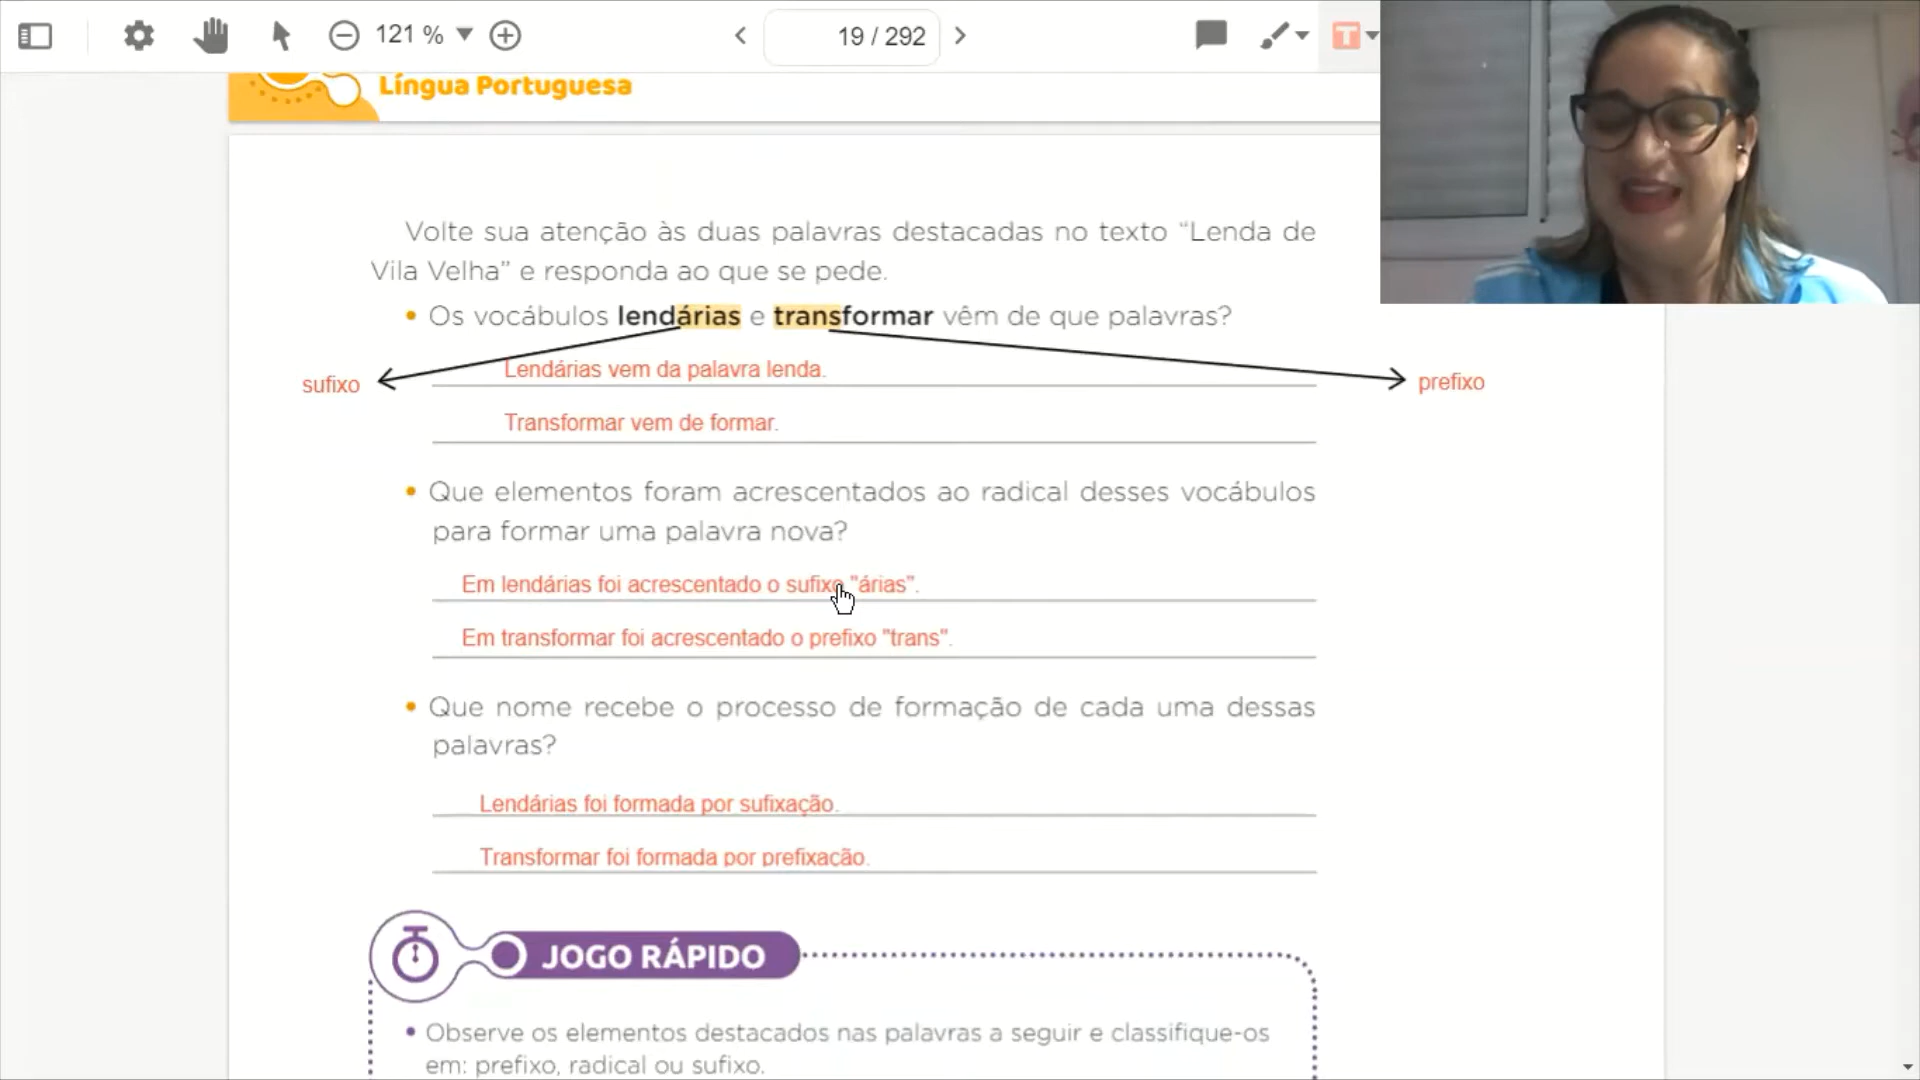 121 %
19 / 292
T
Língua Portuguesa
Volte sua atenção às duas palavras destacadas no texto “Lenda de
Vila Velha” e responda ao que se pede.
• Os vocábulos lendárias e transformar vêm de que palavras?
Lendárias vem da palavra lenda.
sufixo
prefixo
Transformar vem de formar.
• Que elementos foram acrescentados ao radical desses vocábulos
para formar uma palavra nova?
Em lendárias foi acrescentado o sufixo "árias".
Em transformar foi acrescentado o prefixo "trans".
• Que nome recebe o processo de formação de cada uma dessas
palavras?
Lendárias foi formada por sufixação.
Transformar foi formada por prefixação.
JOGO RÁPIDO
• Observe os elementos destacados nas palavras a seguir e classifique-os
em: prefixo, radical ou sufixo.